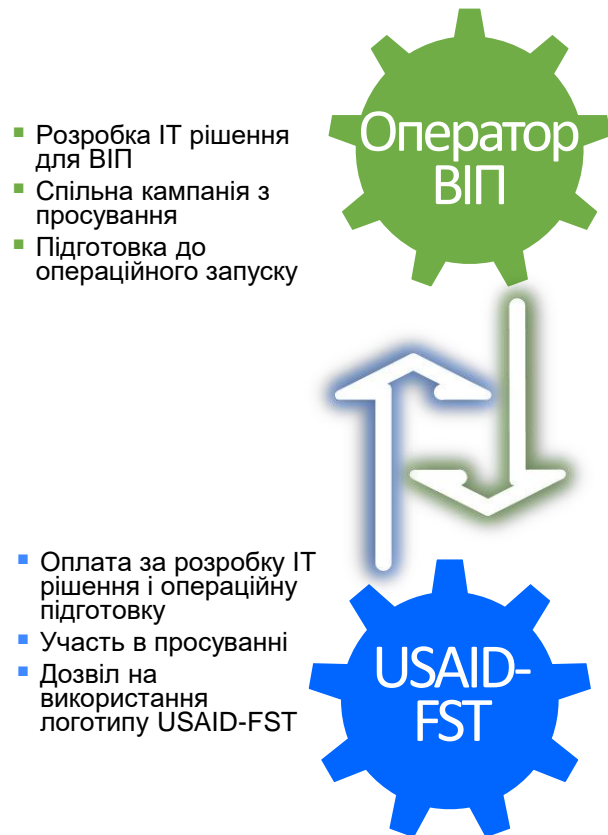 Оператор
ВІП
Розробка ІТ рішення
для ВІП
Спільна кампанія з
просування
Підготовка до
операційного запуску
Оплата за розробку ІТ
рішення і операційну
підготовку
Участь в просуванні
Дозвіл на
використання
логотипу USAID-FST
USAID-
FST